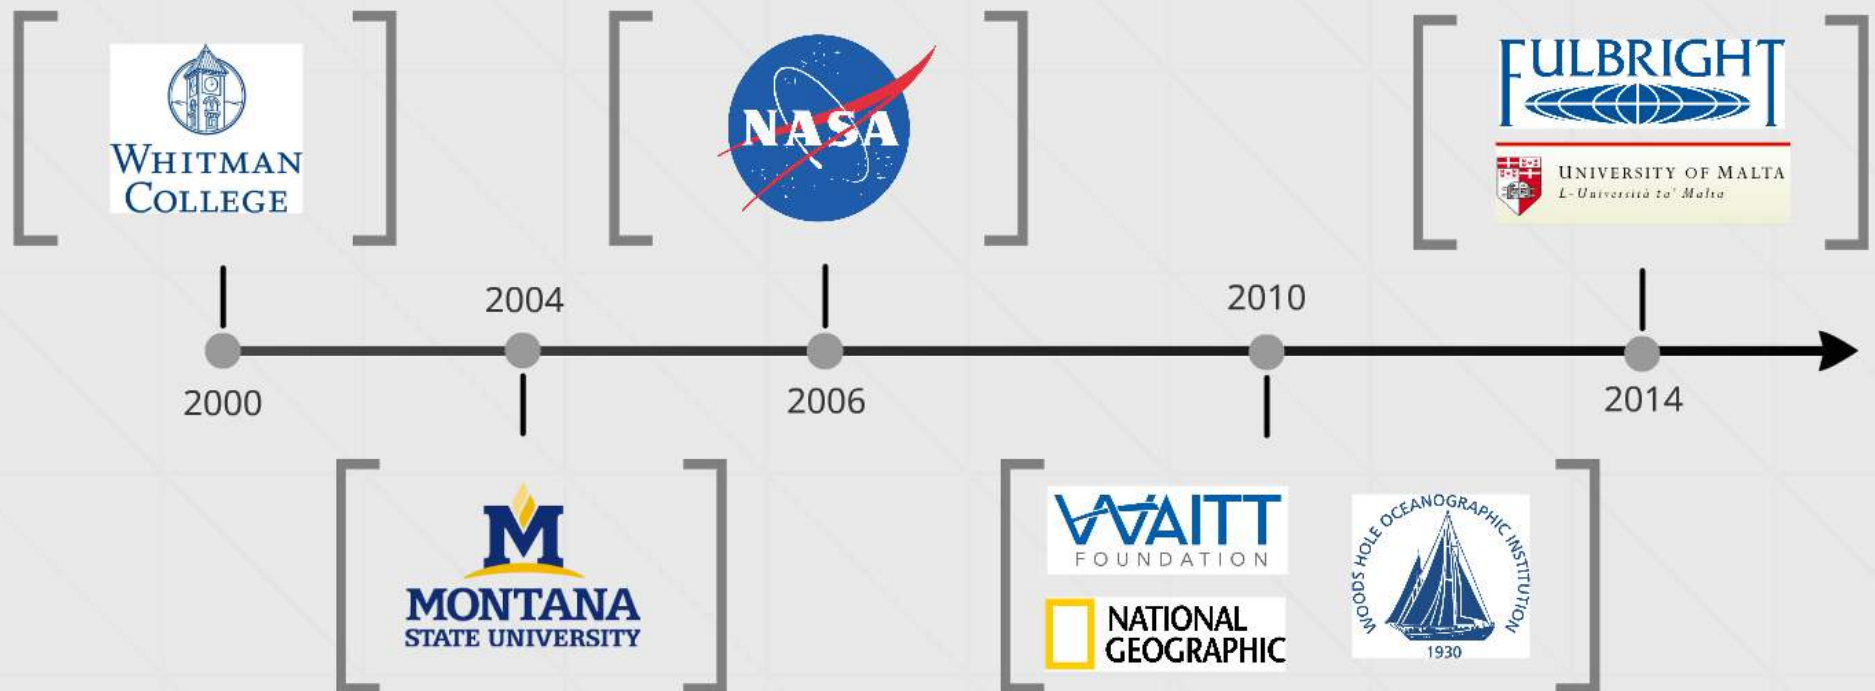 WHITMAN
COLLEGE
NASA
FULBRIGHT
UNIVERSITY OF MALTA
L-Università ta' Malta
2004
2010
2000
2006
2014
M
MONTANA
STATE UNIVERSITY
WAITT
FOUNDATION
NATIONAL
GEOGRAPHIC
WOODS HOLE OCEANOGRAPHIC INSTITUTION
1930